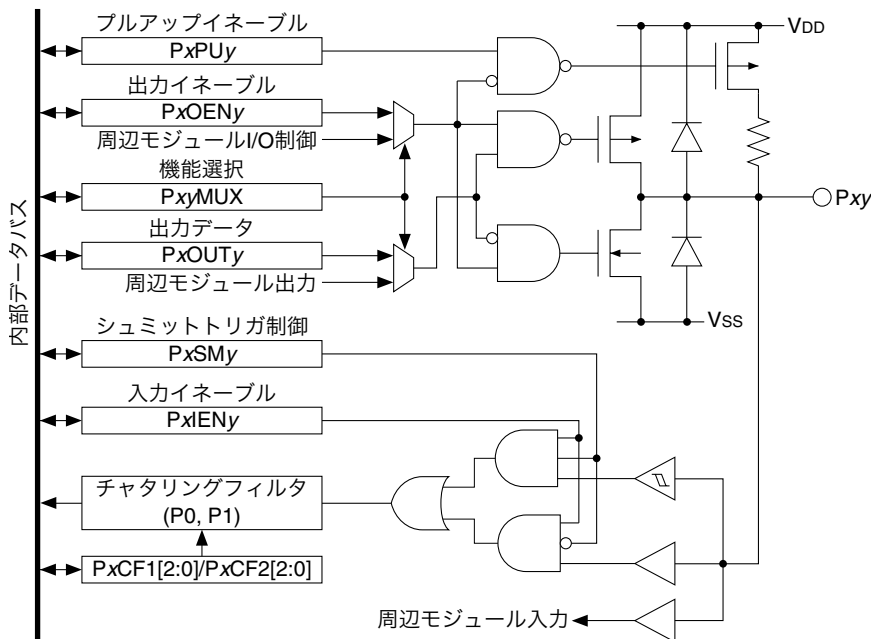 プルアップイネーブル
PxPUy
出力イネーブル
PxOENy
周辺モジュールI/O制御
機能選択
PxyMUX
出力データ
PxOUTy
周辺モジュール出力
シュミットトリガ制御
PxSMy
入力イネーブル
PxIENy
チャタリングフィルタ
(P0, P1)
PxCF1[2:0]/PxCF2[2:0]
周辺モジュール入力
内部データバス
VDD
Pxy
VSS